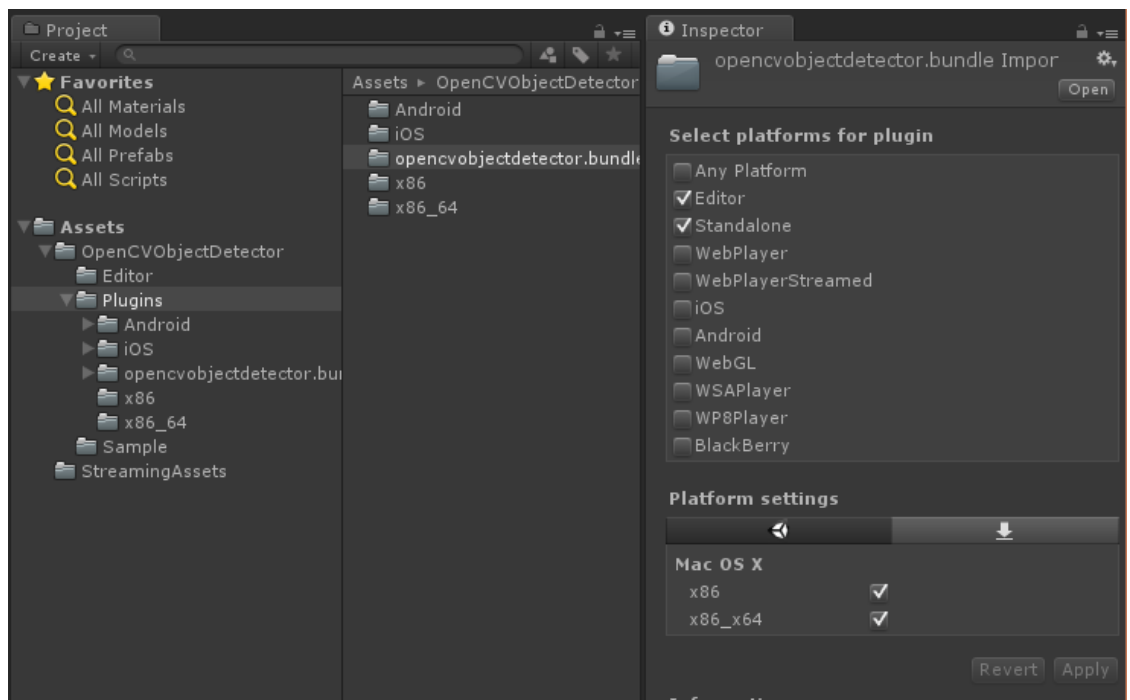 Project
Create
Favorites
All Materials
All Models
All Prefabs
All Scripts
Assets
OpenCVObjectDetector
Editor
Plugins
Android
iOS
opencvobjectdetector.bu
x86
x86_64
Sample
StreamingAssets
Assets ▸ OpenCVObjectDetector
Android
iOS
opencvobjectdetector.bundle
x86
x86_64
Inspector
opencvobjectdetector.bundle Impor
Open
Select platforms for plugin
Any Platform
Editor
Standalone
WebPlayer
WebPlayerStreamed
iOS
Android
WebGL
WSAPlayer
WP8Player
BlackBerry
Platform settings
Mac OS X
x86
x86_x64
Revert Apply